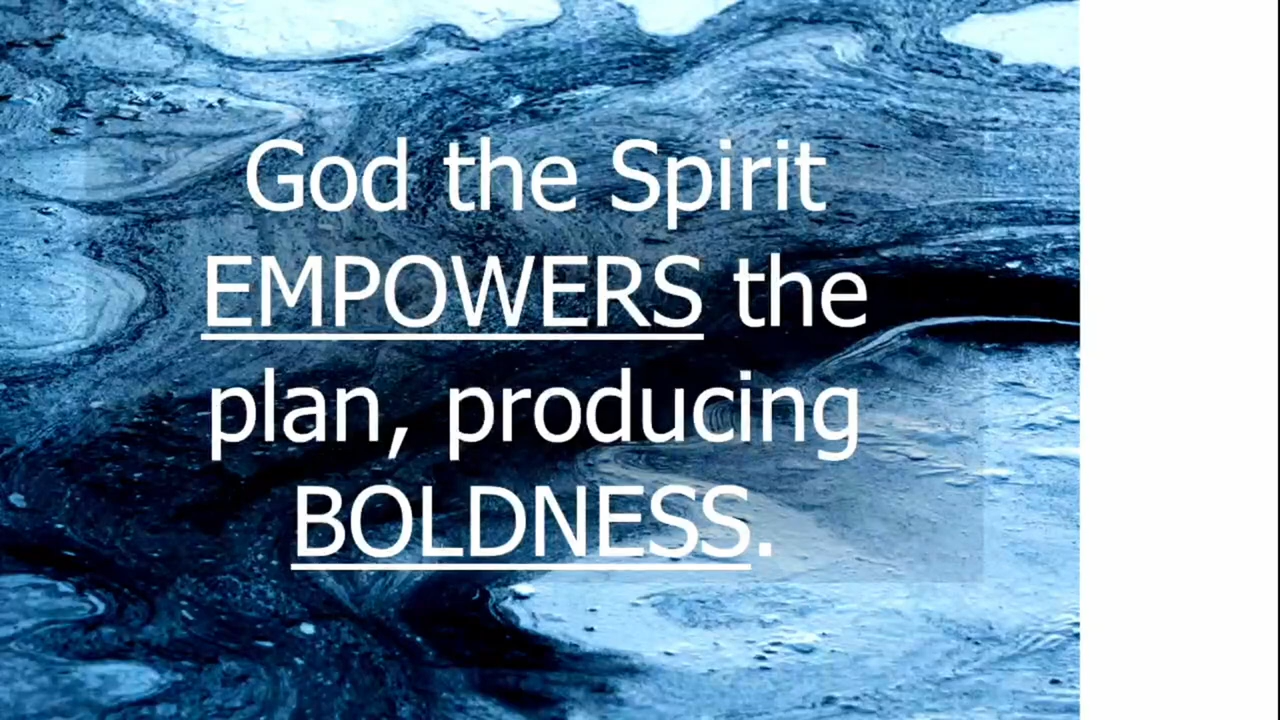 God the Spirit
EMPOWERS the
plan, producing
BOLDNESS.